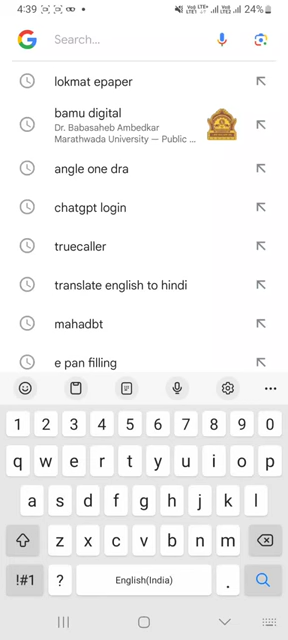 4:39 24%
Search...
lokmat epaper
bamu digital
Dr. Babasaheb Ambedkar
Marathwada University — Public ...
angle one dra
chatgpt login
truecaller
translate english to hindi
mahadbt
e pan filling
1 2 3 4 5 6 7 8 9 0
q w e r t y u i o p
a s d f g h j k l
z x c v b n m
!#1 ? English(India) .